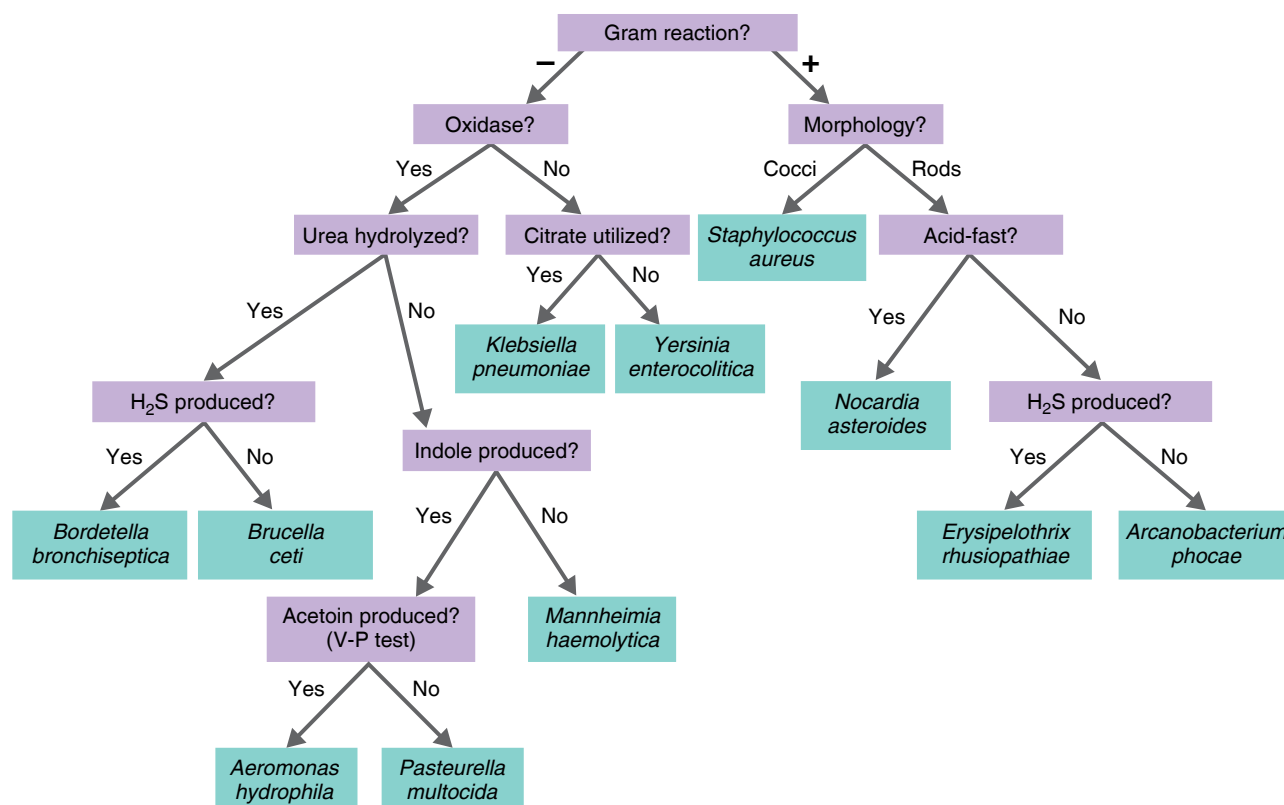 Gram reaction?
–
+
Oxidase?
Morphology?
Yes
No
Cocci
Rods
Urea hydrolyzed?
Citrate utilized?
Staphylococcus
aureus
Acid-fast?
Yes
No
Yes
No
Yes
No
Klebsiella
pneumoniae
Yersinia
enterocolitica
H₂S produced?
Nocardia
asteroides
H₂S produced?
Indole produced?
Yes
No
Yes
No
Yes
No
Bordetella
bronchiseptica
Brucella
ceti
Erysipelothrix
rhusiopathiae
Arcanobacterium
phocae
Acetoin produced?
(V-P test)
Mannheimia
haemolytica
Yes
No
Aeromonas
hydrophila
Pasteurella
multocida